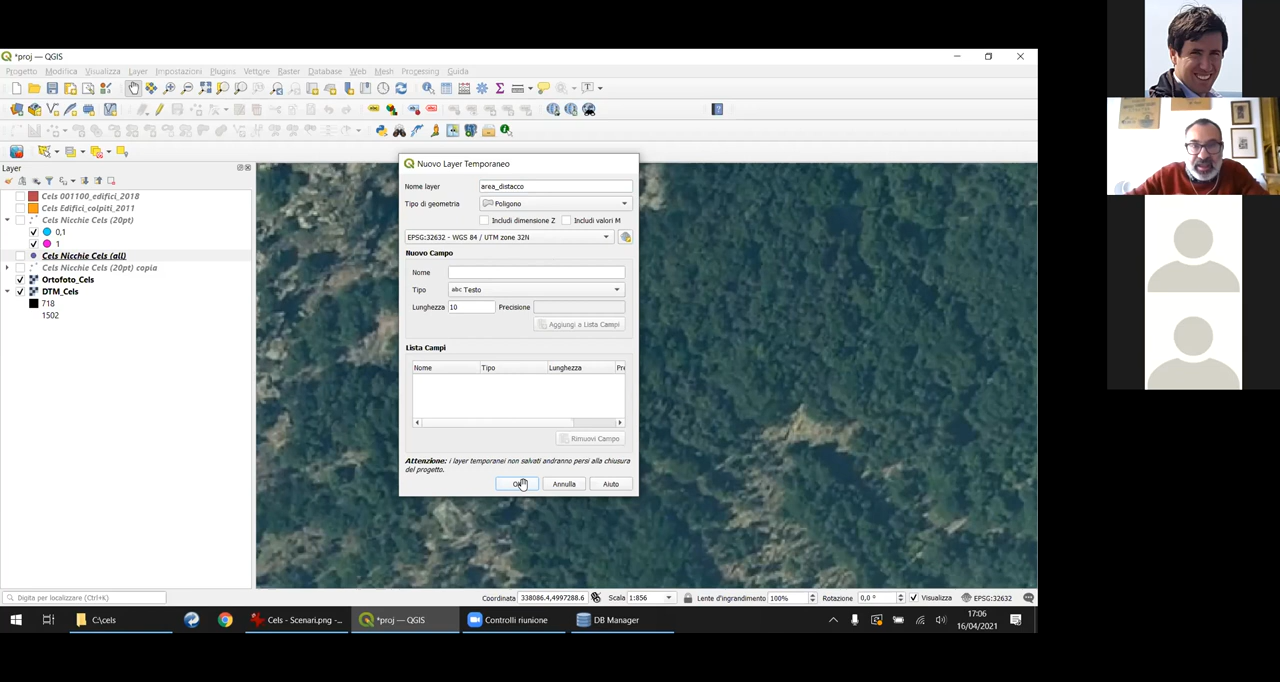 *proj — QGIS
Progetto Modifica Visualizza Layer Impostazioni Plugins Vettore Raster Database Web Mesh Processing Guida
Layer
Cels 001100_edifici_2018
Cels Edifici_colpiti_2011
Cels Nicchie Cels (20pt)
0,1
1
Cels Nicchie Cels (all)
Cels Nicchie Cels (20pt) copia
Ortofoto_Cels
DTM_Cels
718
1502
Nuovo Layer Temporaneo
Nome layer area_distacco
Tipo di geometria Poligono
Includi dimensione Z Includi valori M
EPSG:32632 - WGS 84 / UTM zone 32N
Nuovo Campo
Nome
Tipo abc Testo
Lunghezza 10 Precisione
Aggiungi a Lista Campi
Lista Campi
Nome Tipo Lunghezza Pre
Rimuovi Campo
Attenzione: i layer temporanei non salvati andranno persi alla chiusura
del progetto.
Annulla Aiuto
Digita per localizzare (Ctrl+K) Coordinata 338086.4,4997288.6 Scala 1:856 Lente d'ingrandimento 100% Rotazione 0,0 ° Visualizza EPSG:32632
C:\cels Cels - Scenari.png -... *proj — QGIS Controlli riunione DB Manager 17:06
16/04/2021